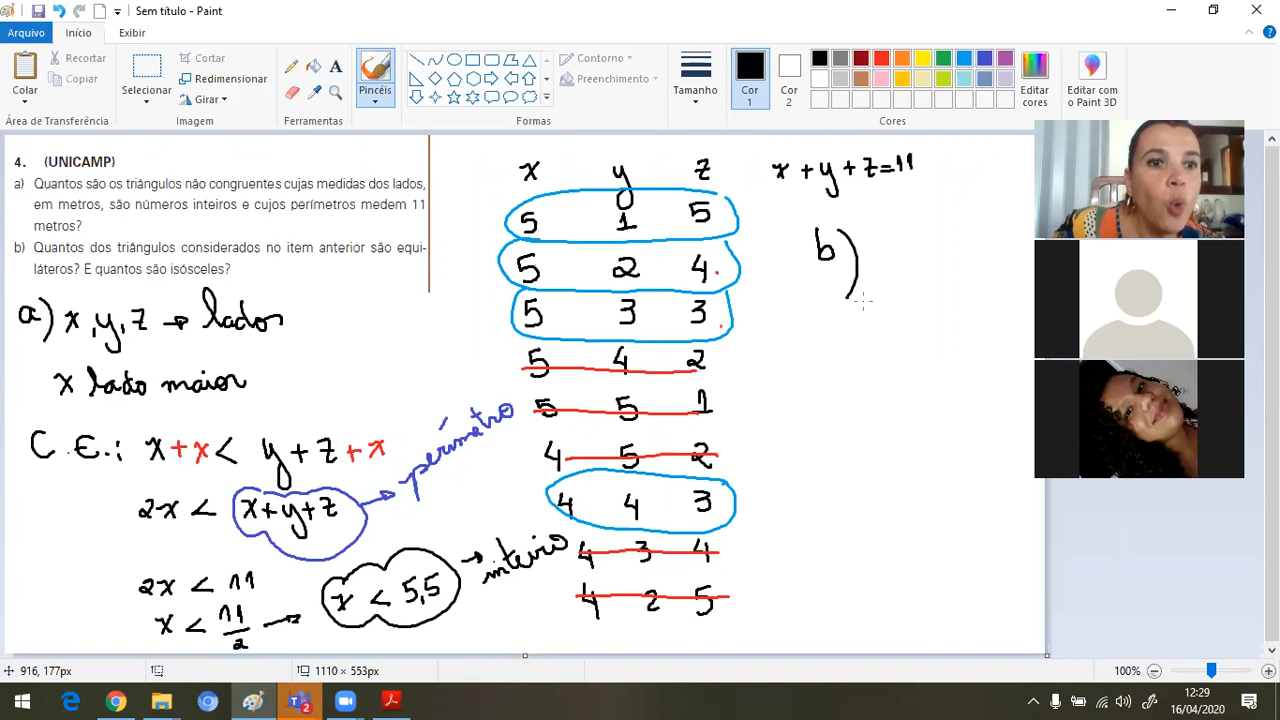 Sem título - Paint
Arquivo
Início
Exibir
Colar
Recortar
Copiar
Área de Transferência
Selecionar
Cortar
Redimensionar
Girar
Imagem
A
Ferramentas
Pincéis
Contorno
Preenchimento
Formas
Tamanho
Cor 1
Cor 2
Editar cores
Editar com o Paint 3D
Cores
4. (UNICAMP)
a) Quantos são os triângulos não congruentes cujas medidas dos lados,
em metros, são números inteiros e cujos perímetros medem 11
metros?
b) Quantos dos triângulos considerados no item anterior são equi-
láteros? E quantos são isósceles?
a) x, y, z → lados
x lado maior
C.E.: x+x < y+z+x
2x < x+y+z → perímetro
2x < 11
x < 11/2 → x < 5,5 → inteiro
x y z
5 1 5
5 2 4
5 3 3
5 4 2
5 5 1
4 5 2
4 4 3
4 3 4
4 2 5
x + y + z = 11
b)
916, 177px
1110 × 553px
100%
12:29
16/04/2020